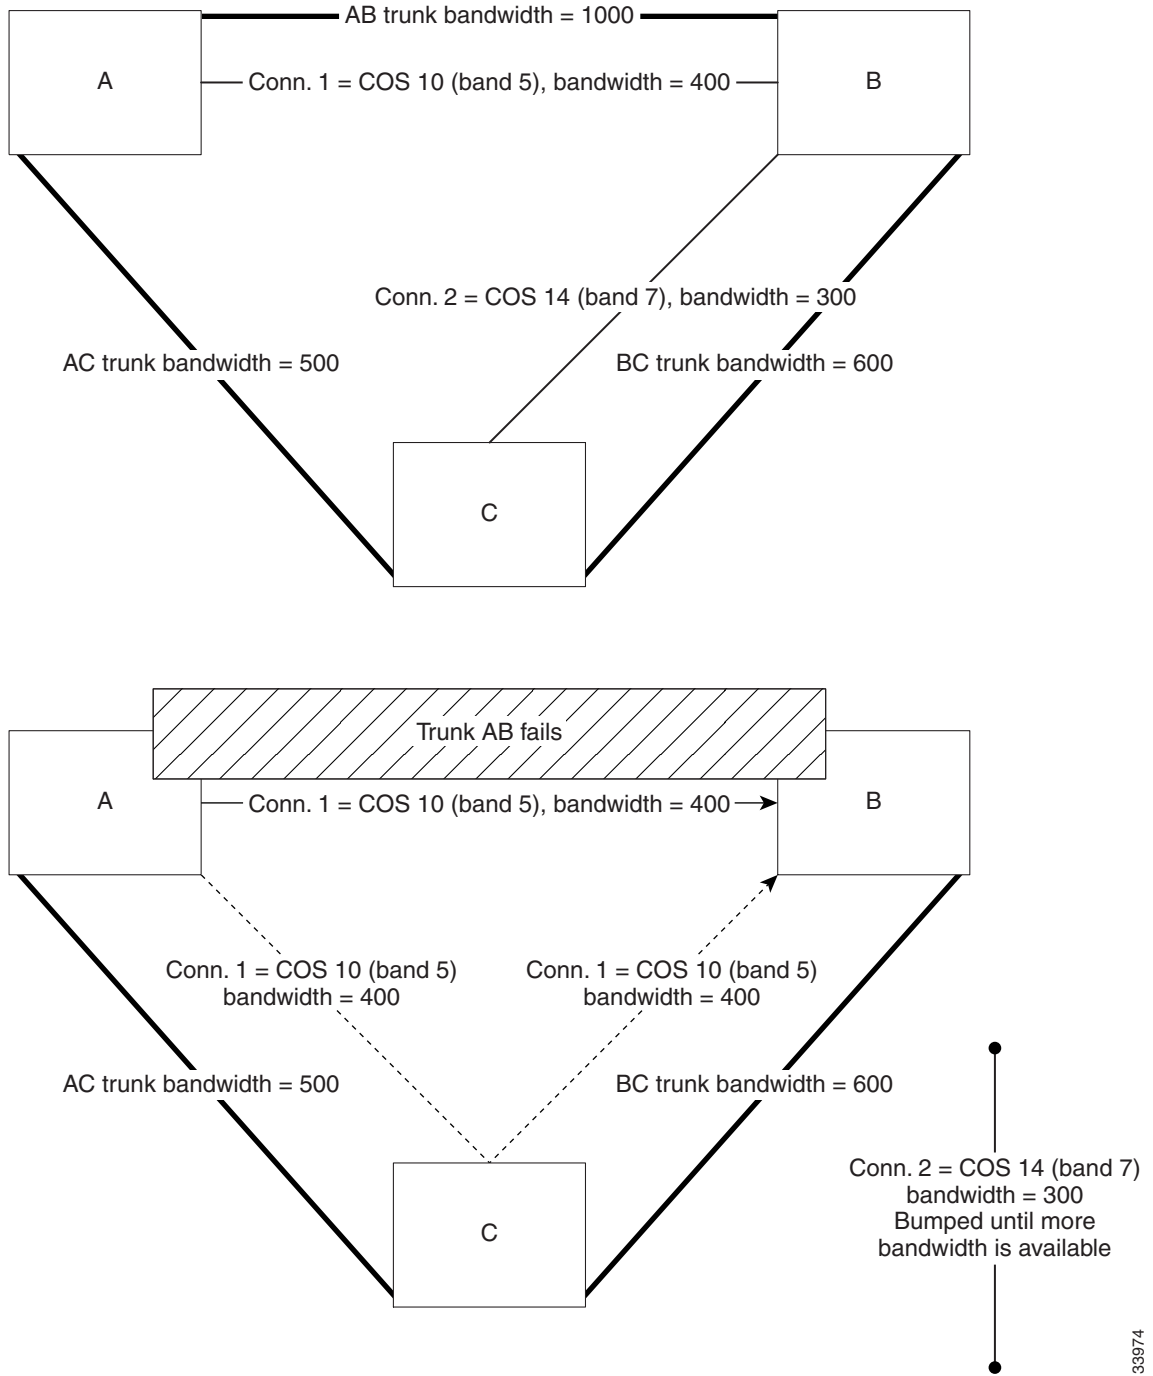 AB trunk bandwidth = 1000
A
Conn. 1 = COS 10 (band 5), bandwidth = 400
B
Conn. 2 = COS 14 (band 7), bandwidth = 300
AC trunk bandwidth = 500
BC trunk bandwidth = 600
C
Trunk AB fails
A
Conn. 1 = COS 10 (band 5), bandwidth = 400
B
Conn. 1 = COS 10 (band 5)
bandwidth = 400
Conn. 1 = COS 10 (band 5)
bandwidth = 400
AC trunk bandwidth = 500
BC trunk bandwidth = 600
Conn. 2 = COS 14 (band 7)
bandwidth = 300
Bumped until more
bandwidth is available
C
33974